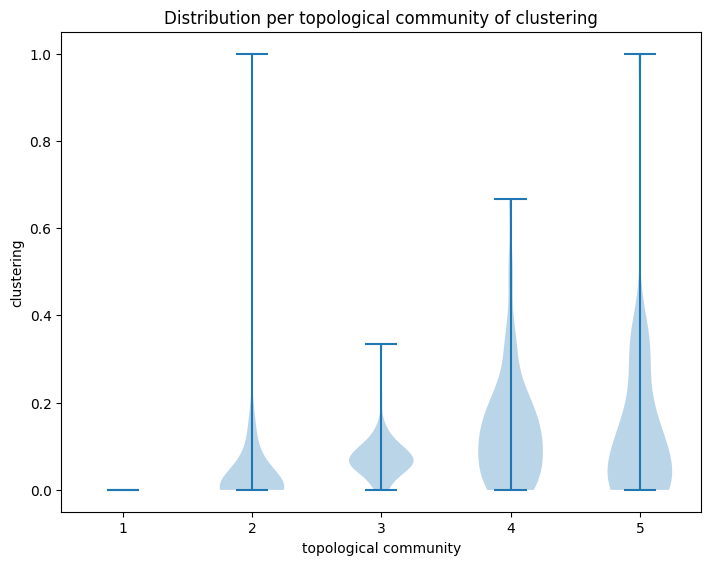 Distribution per topological community of clustering
clustering
1.0
0.8
0.6
0.4
0.2
0.0
1 2 3 4 5
topological community